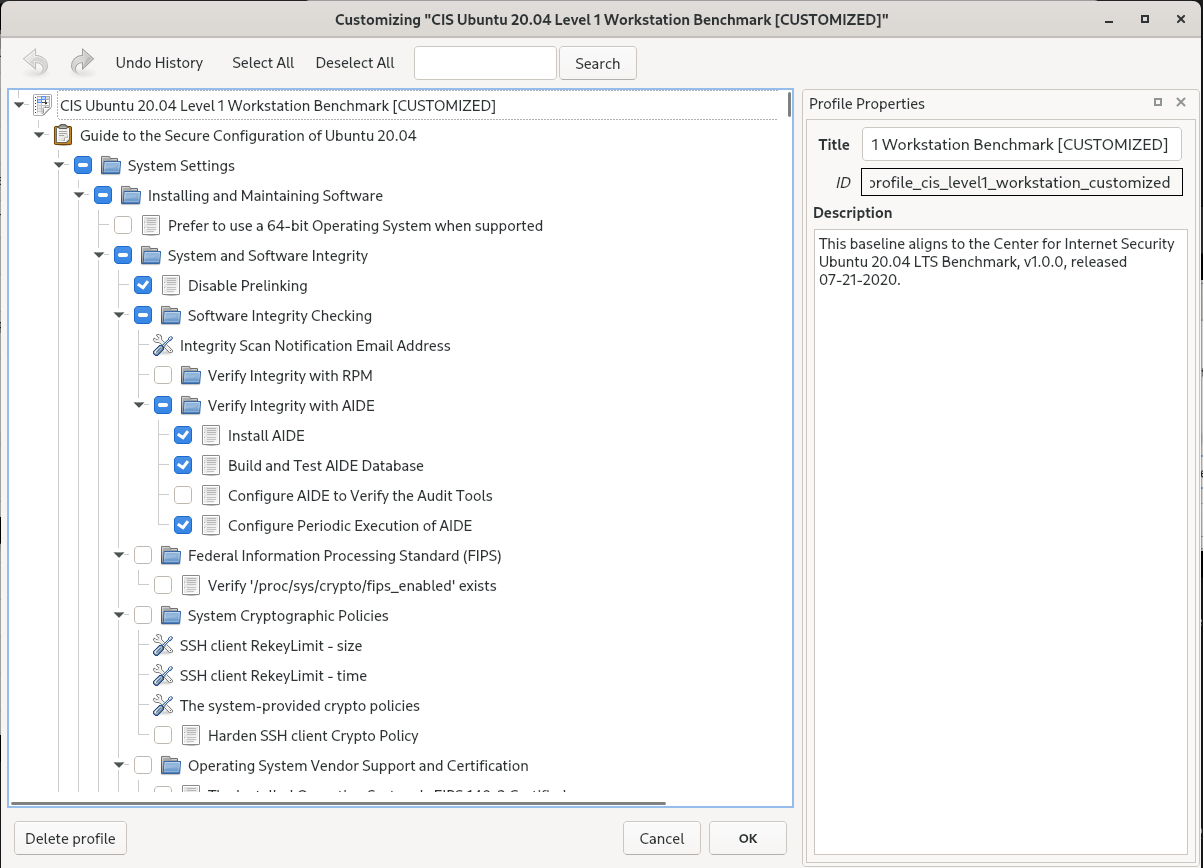 Customizing "CIS Ubuntu 20.04 Level 1 Workstation Benchmark [CUSTOMIZED]"
Undo History Select All Deselect All Search
CIS Ubuntu 20.04 Level 1 Workstation Benchmark [CUSTOMIZED]
Guide to the Secure Configuration of Ubuntu 20.04
System Settings
Installing and Maintaining Software
Prefer to use a 64-bit Operating System when supported
System and Software Integrity
Disable Prelinking
Software Integrity Checking
Integrity Scan Notification Email Address
Verify Integrity with RPM
Verify Integrity with AIDE
Install AIDE
Build and Test AIDE Database
Configure AIDE to Verify the Audit Tools
Configure Periodic Execution of AIDE
Federal Information Processing Standard (FIPS)
Verify '/proc/sys/crypto/fips_enabled' exists
System Cryptographic Policies
SSH client RekeyLimit - size
SSH client RekeyLimit - time
The system-provided crypto policies
Harden SSH client Crypto Policy
Operating System Vendor Support and Certification
Delete profile Cancel OK
Profile Properties
Title 1 Workstation Benchmark [CUSTOMIZED]
ID profile_cis_level1_workstation_customized
Description
This baseline aligns to the Center for Internet Security
Ubuntu 20.04 LTS Benchmark, v1.0.0, released
07-21-2020.